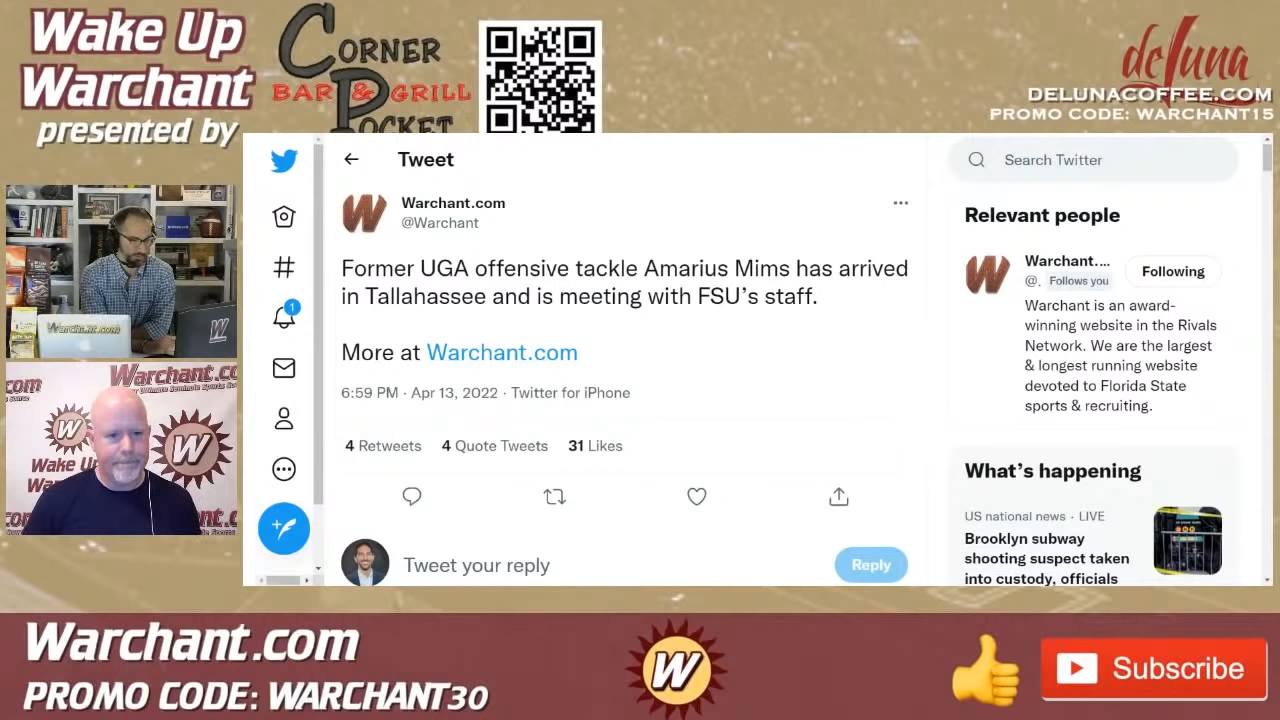 Wake Up
Warchant
presented by
CORNER
BAR & GRILL
POCKET
deluna
DELUNACOFFEE.COM
PROMO CODE: WARCHANT15
Tweet
Search Twitter
Warchant.com
@Warchant
Former UGA offensive tackle Amarius Mims has arrived
in Tallahassee and is meeting with FSU's staff.
More at Warchant.com
6:59 PM · Apr 13, 2022 · Twitter for iPhone
4 Retweets 4 Quote Tweets 31 Likes
Tweet your reply
Reply
1
Relevant people
Warchant....
@. Follows you
Following
Warchant is an award-
winning website in the Rivals
Network. We are the largest
& longest running website
devoted to Florida State
sports & recruiting.
What's happening
US national news · LIVE
Brooklyn subway
shooting suspect taken
into custody, officials
Warchant.com
W
com
Warchant.co
W
W
Wake Up
Warchant.com
PROMO CODE: WARCHANT30
W
Subscribe